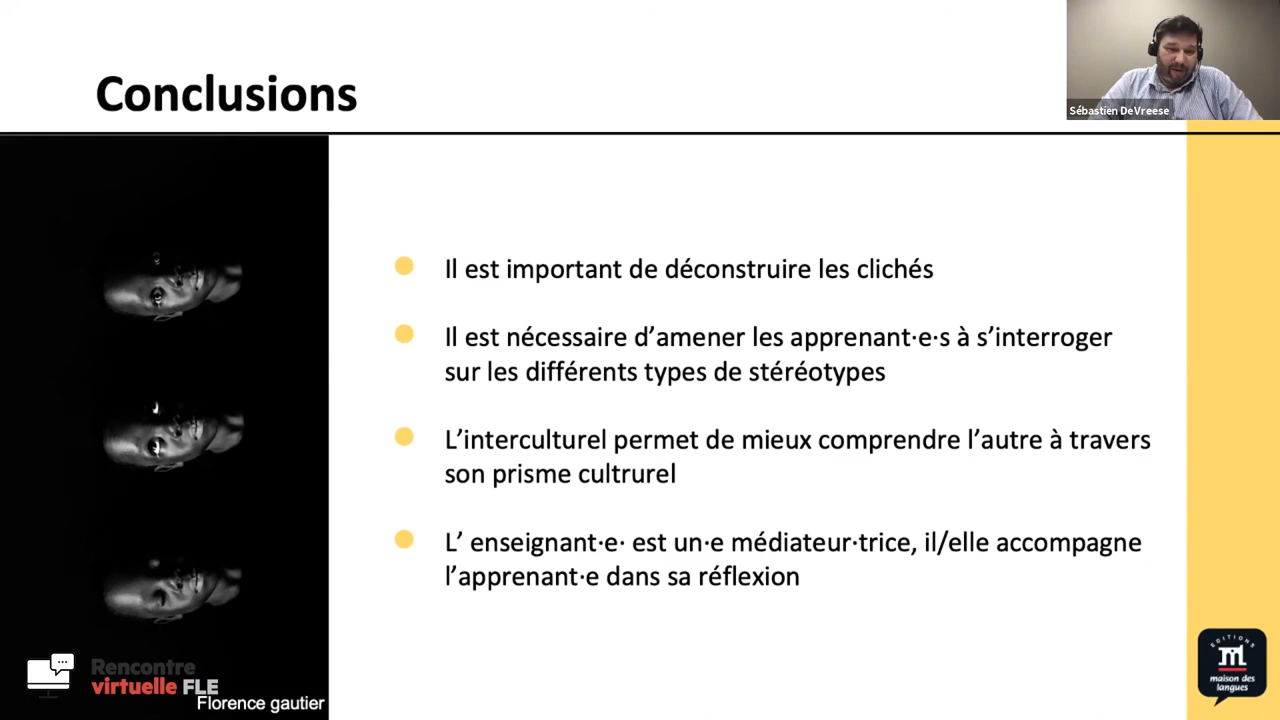 Conclusions
Sébastien DeVreese
Il est important de déconstruire les clichés
Il est nécessaire d’amener les apprenant·e·s à s’interroger
sur les différents types de stéréotypes
L’interculturel permet de mieux comprendre l’autre à travers
son prisme cultrurel
L’ enseignant·e· est un·e médiateur·trice, il/elle accompagne
l’apprenant·e dans sa réflexion
Rencontre
virtuelle FLE
Florence gautier
EDITIONS
maison des
langues